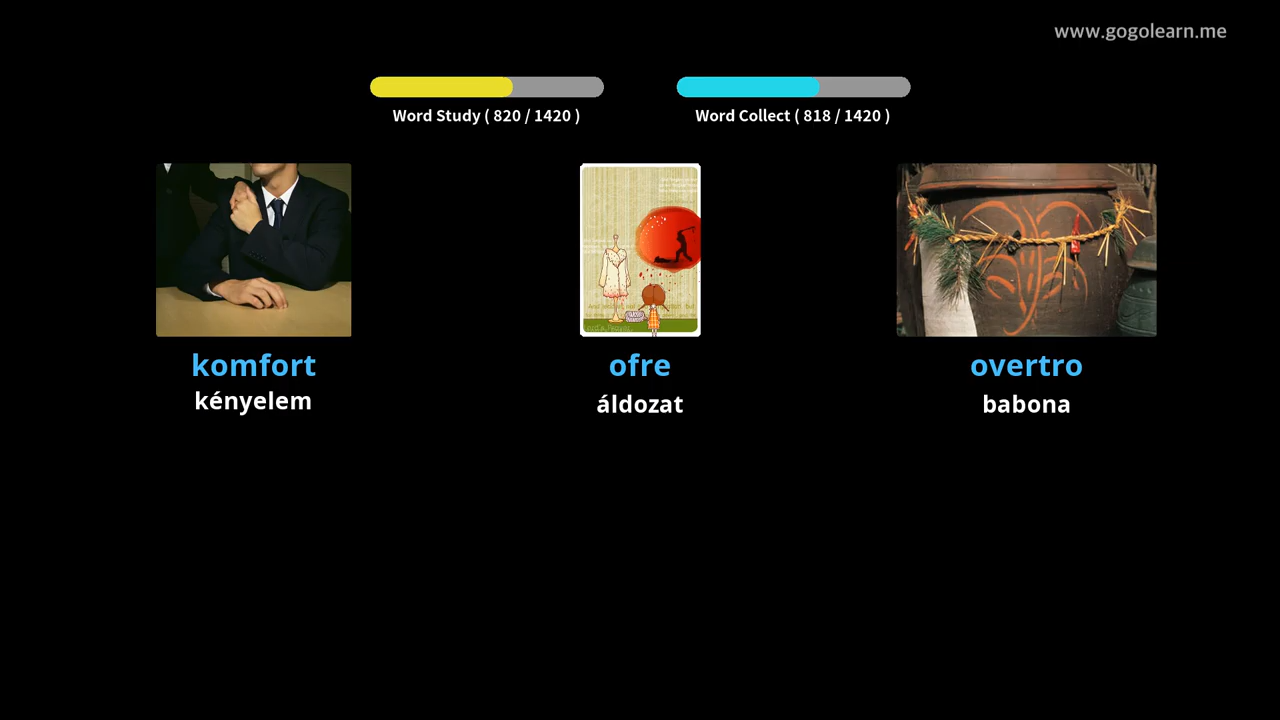 www.gogolearn.me
Word Study ( 820 / 1420 )
Word Collect ( 818 / 1420 )
komfort
kényelem
ofre
áldozat
overtro
babona